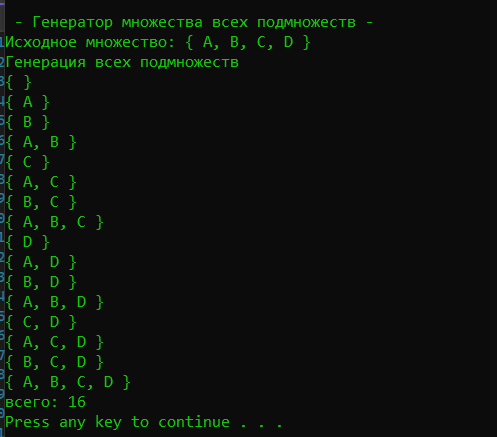 - Генератор множества всех подмножеств -
Исходное множество: { A, B, C, D }
Генерация всех подмножеств
{ }
{ A }
{ B }
{ A, B }
{ C }
{ A, C }
{ B, C }
{ A, B, C }
{ D }
{ A, D }
{ B, D }
{ A, B, D }
{ C, D }
{ A, C, D }
{ B, C, D }
{ A, B, C, D }
всего: 16
Press any key to continue . . .